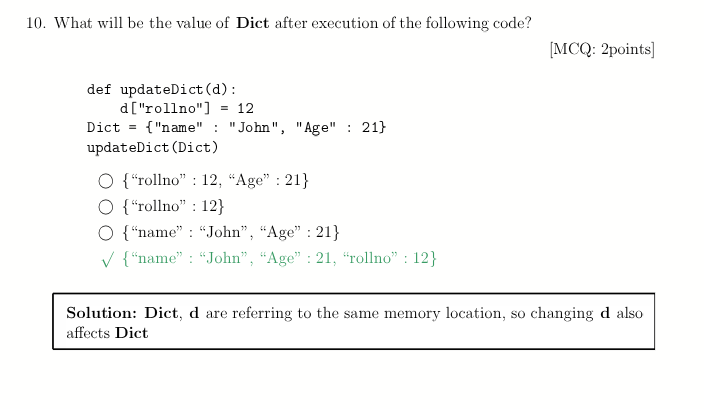 10. What will be the value of Dict after execution of the following code?
[MCQ: 2points]
def updateDict(d):
    d["rollno"] = 12
Dict = {"name" : "John", "Age" : 21}
updateDict(Dict)
○ {“rollno” : 12, “Age” : 21}
○ {“rollno” : 12}
○ {“name” : “John”, “Age” : 21}
√ {“name” : “John”, “Age” : 21, “rollno” : 12}
Solution: Dict, d are referring to the same memory location, so changing d also
affects Dict